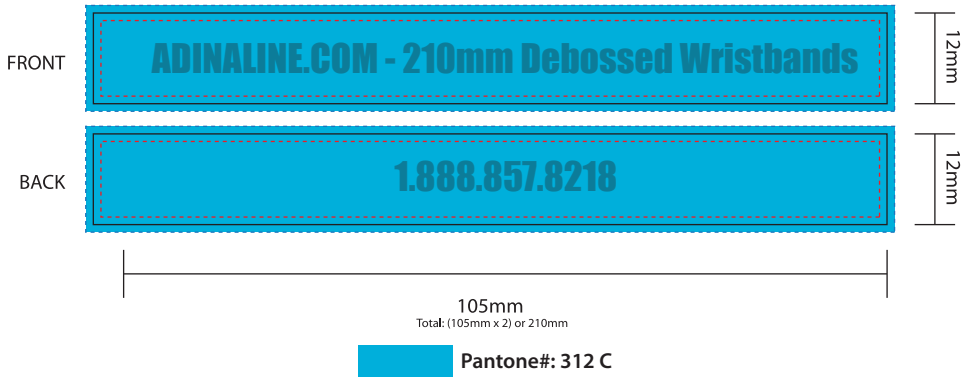 FRONT
ADINALINE.COM - 210mm Debossed Wristbands
12mm
BACK
1.888.857.8218
12mm
105mm
Total: (105mm x 2) or 210mm
Pantone#: 312 C